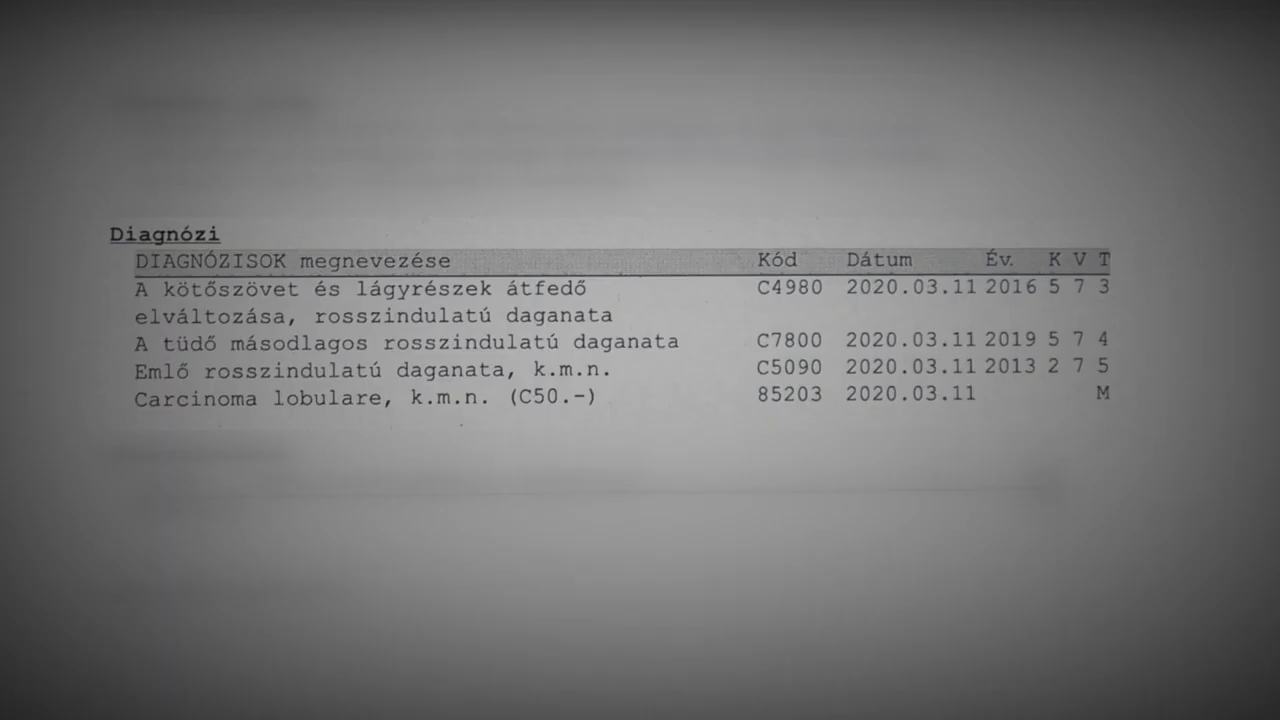 Diagnózi
DIAGNÓZISOK megnevezése Kód Dátum Év. K V T
A kötőszövet és lágyrészek átfedő C4980 2020.03.11 2016 5 7 3
elváltozása, rosszindulatú daganata
A tüdő másodlagos rosszindulatú daganata C7800 2020.03.11 2019 5 7 4
Emlő rosszindulatú daganata, k.m.n. C5090 2020.03.11 2013 2 7 5
Carcinoma lobulare, k.m.n. (C50.-) 85203 2020.03.11 M